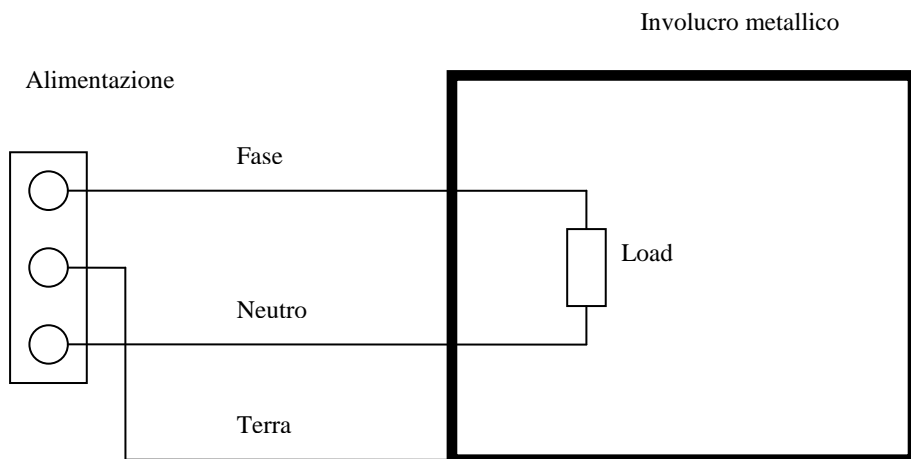 Involucro metallico
Alimentazione
Fase
Load
Neutro
Terra